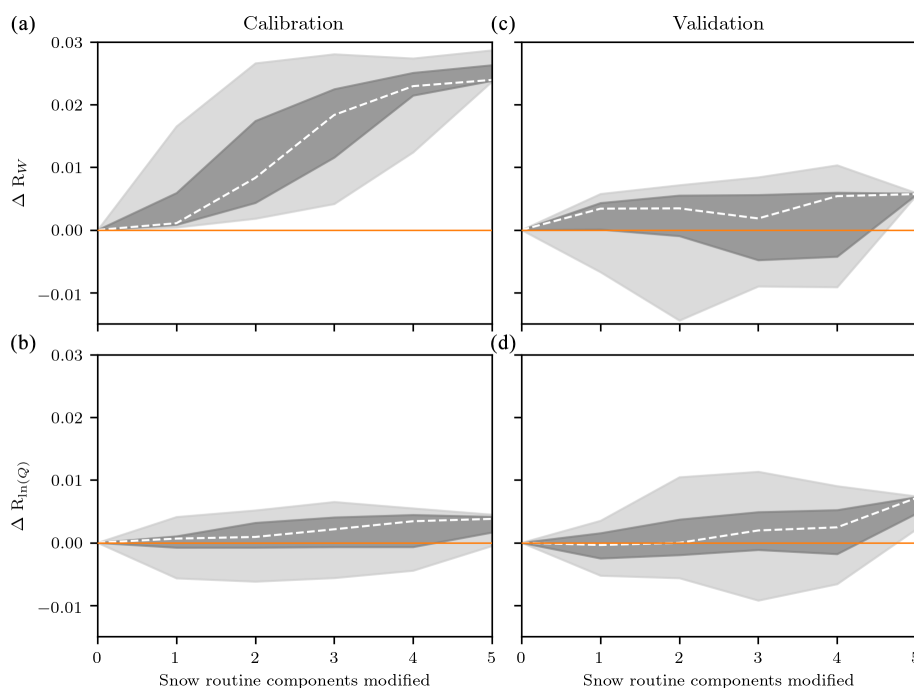 (a) Calibration (c) Validation
0.03
0.02
0.01
0.00
−0.01
Δ R_W
(b) (d)
0.03
0.02
0.01
0.00
−0.01
Δ R_ln(Q)
0 1 2 3 4 5 0 1 2 3 4 5
Snow routine components modified Snow routine components modified